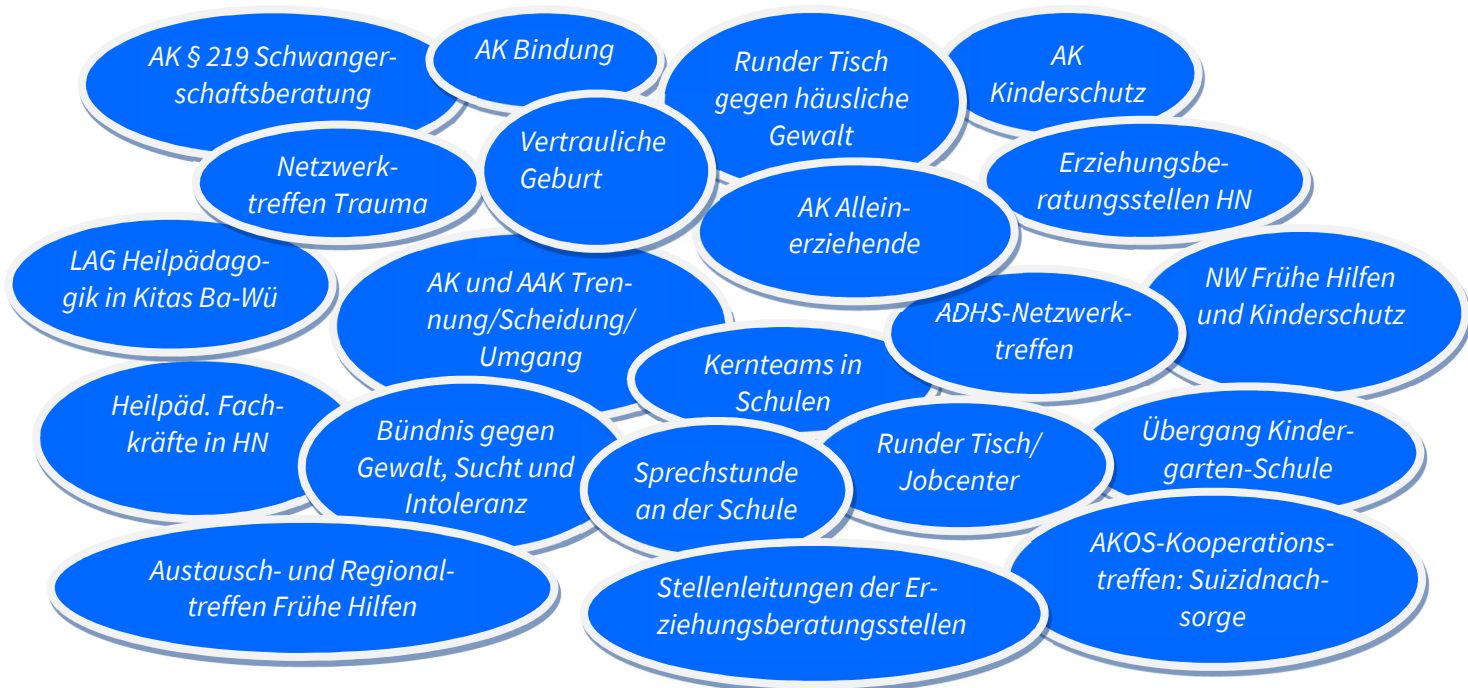 AK § 219 Schwanger-
schaftsberatung
AK Bindung
Runder Tisch
gegen häusliche
Gewalt
AK
Kinderschutz
Netzwerk-
treffen Trauma
Vertrauliche
Geburt
AK Allein-
erziehende
Erziehungsbe-
ratungsstellen HN
LAG Heilpädago-
gik in Kitas Ba-Wü
AK und AAK Tren-
nung/Scheidung/
Umgang
ADHS-Netzwerk-
treffen
NW Frühe Hilfen
und Kinderschutz
Kernteams in
Schulen
Heilpäd. Fach-
kräfte in HN
Bündnis gegen
Gewalt, Sucht und
Intoleranz
Sprechstunde
an der Schule
Runder Tisch/
Jobcenter
Übergang Kinder-
garten-Schule
Austausch- und Regional-
treffen Frühe Hilfen
Stellenleitungen der Er-
ziehungsberatungsstellen
AKOS-Kooperations-
treffen: Suizidnach-
sorge